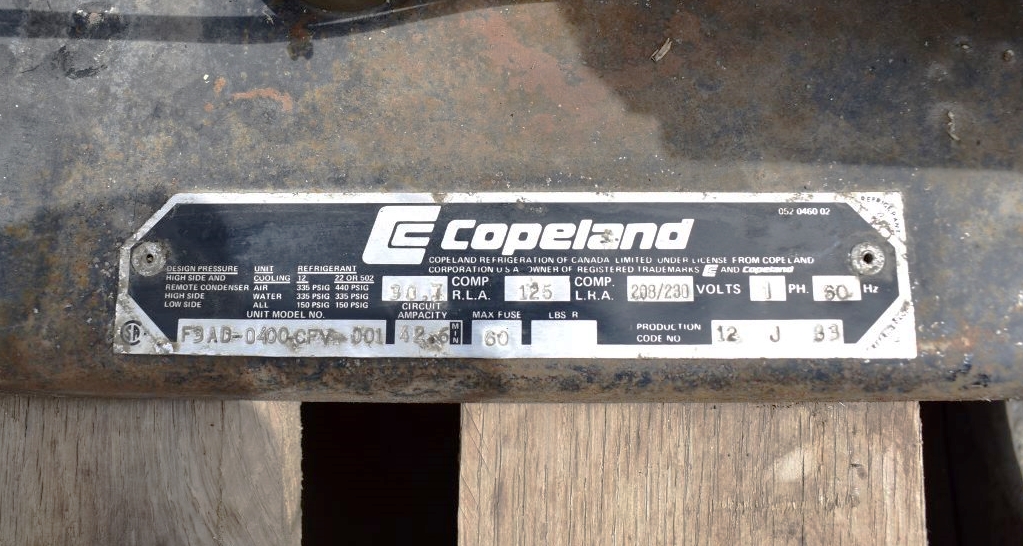 052 0460 02
REFRIGERANT
Copeland
COPELAND REFRIGERATION OF CANADA LIMITED UNDER LICENSE FROM COPELAND
CORPORATION U S A OWNER OF REGISTERED TRADEMARKS AND Copeland
DESIGN PRESSURE UNIT REFRIGERANT
HIGH SIDE AND COOLING 12 22 OR 502
REMOTE CONDENSER AIR 335 PSIG 440 PSIG
HIGH SIDE WATER 335 PSIG 335 PSIG
LOW SIDE ALL 150 PSIG 150 PSIG
30.7 COMP R.L.A. 125 COMP. L.R.A. 208/230 VOLTS 1 PH. 60 Hz
UNIT MODEL NO. CIRCUIT AMPACITY MAX FUSE LBS R PRODUCTION CODE NO
F9AD-0400-CFV-001 42.6 MIN 60 12 J 83